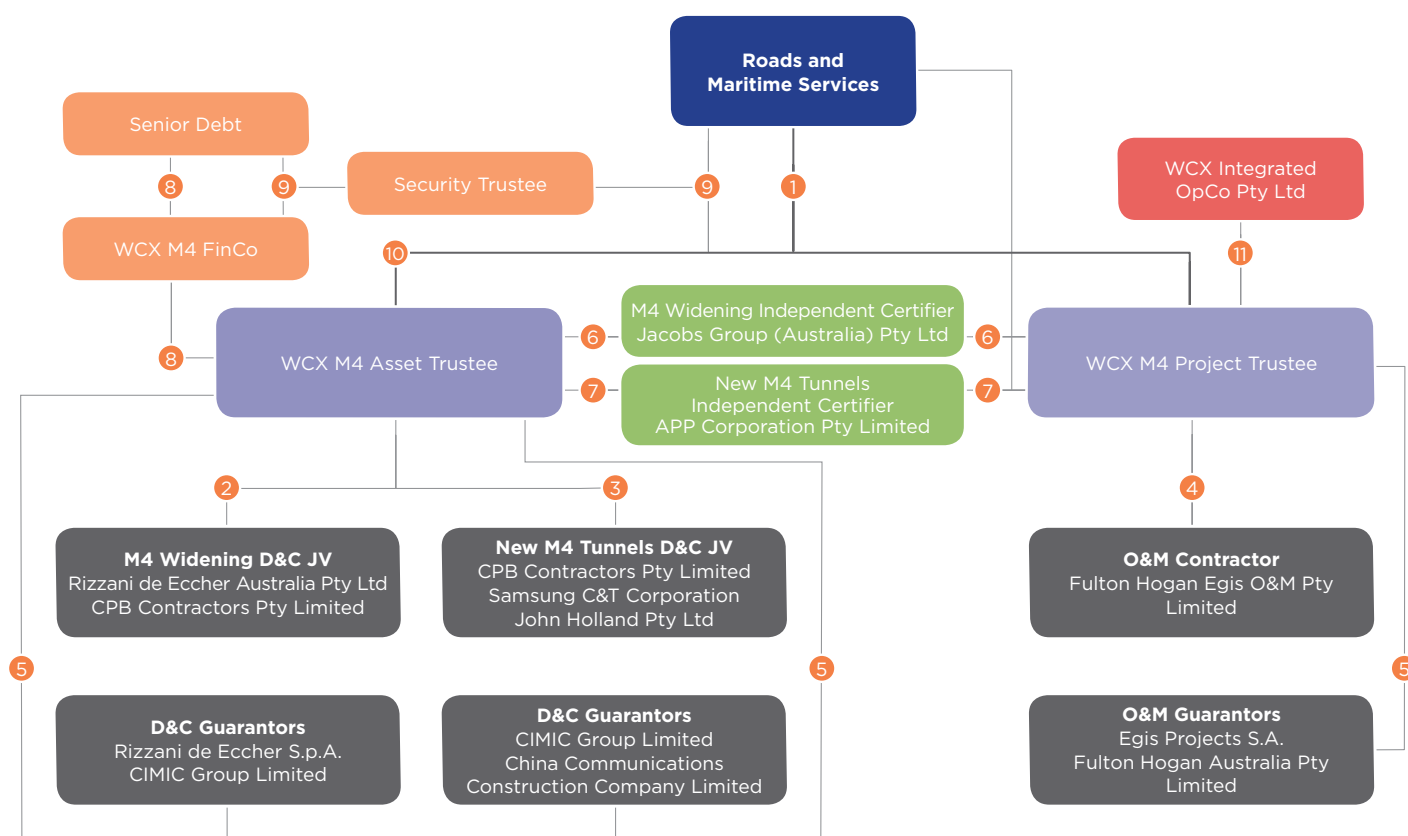 Roads and
Maritime Services
Senior Debt
Security Trustee
WCX Integrated
OpCo Pty Ltd
8
9
9
1
WCX M4 FinCo
10
11
M4 Widening Independent Certifier
Jacobs Group (Australia) Pty Ltd
6
6
8
WCX M4 Asset Trustee
WCX M4 Project Trustee
New M4 Tunnels
Independent Certifier
APP Corporation Pty Limited
7
7
2
3
4
M4 Widening D&C JV
Rizzani de Eccher Australia Pty Ltd
CPB Contractors Pty Limited
New M4 Tunnels D&C JV
CPB Contractors Pty Limited
Samsung C&T Corporation
John Holland Pty Ltd
O&M Contractor
Fulton Hogan Egis O&M Pty
Limited
5
5
5
D&C Guarantors
Rizzani de Eccher S.p.A.
CIMIC Group Limited
D&C Guarantors
CIMIC Group Limited
China Communications
Construction Company Limited
O&M Guarantors
Egis Projects S.A.
Fulton Hogan Australia Pty
Limited